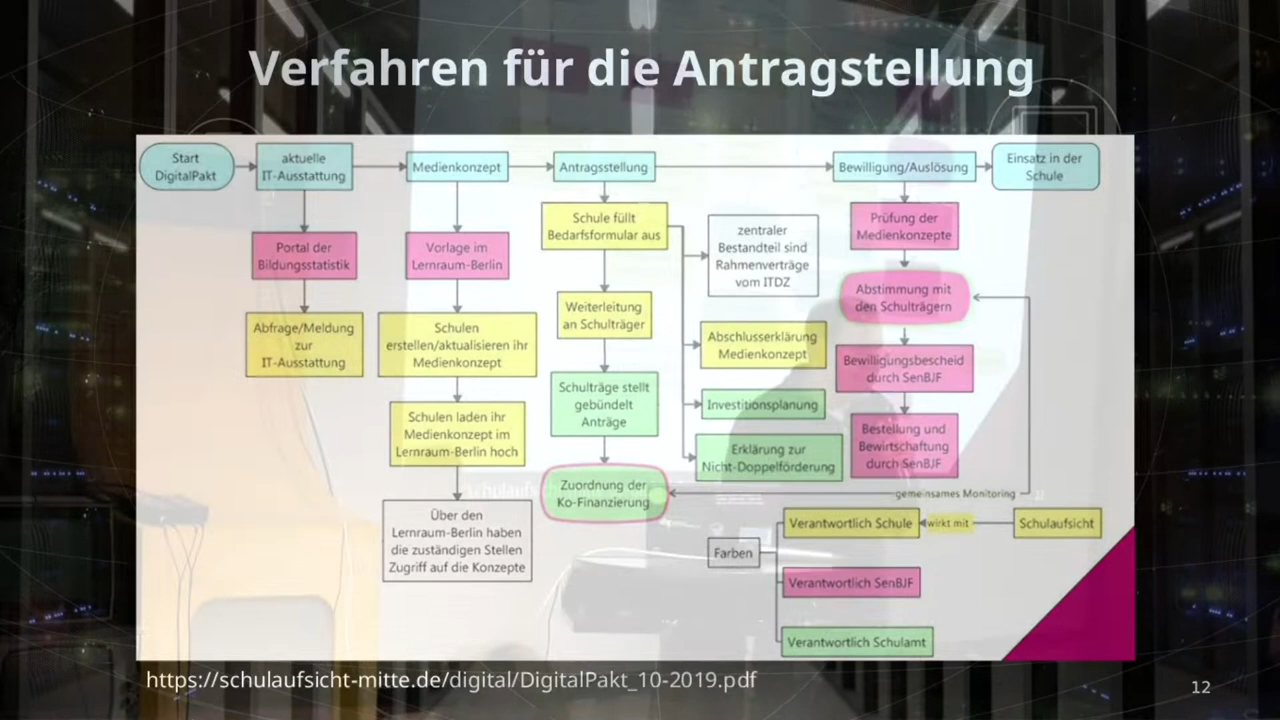 Verfahren für die Antragstellung
Start
DigitalPakt
aktuelle
IT-Ausstattung
Medienkonzept
Antragsstellung
Bewilligung/Auslösung
Einsatz in der
Schule
Portal der
Bildungsstatistik
Abfrage/Meldung
zur
IT-Ausstattung
Vorlage im
Lernraum-Berlin
Schulen
erstellen/aktualisieren ihr
Medienkonzept
Schulen laden ihr
Medienkonzept im
Lernraum-Berlin hoch
Über den
Lernraum-Berlin haben
die zuständigen Stellen
Zugriff auf die Konzepte
Schule füllt
Bedarfsformular aus
Weiterleitung
an Schulträger
Schulträge stellt
gebündelt
Anträge
Zuordnung der
Ko-Finanzierung
zentraler
Bestandteil sind
Rahmenverträge
vom ITDZ
Abschlusserklärung
Medienkonzept
Investitionsplanung
Erklärung zur
Nicht-Doppelförderung
Prüfung der
Medienkonzepte
Abstimmung mit
den Schulträgern
Bewilligungsbescheid
durch SenBJF
Bestellung und
Bewirtschaftung
durch SenBJF
gemeinsames Monitoring
Farben
Verantwortlich Schule
wirkt mit
Schulaufsicht
Verantwortlich SenBJF
Verantwortlich Schulamt
https://schulaufsicht-mitte.de/digital/DigitalPakt_10-2019.pdf
12